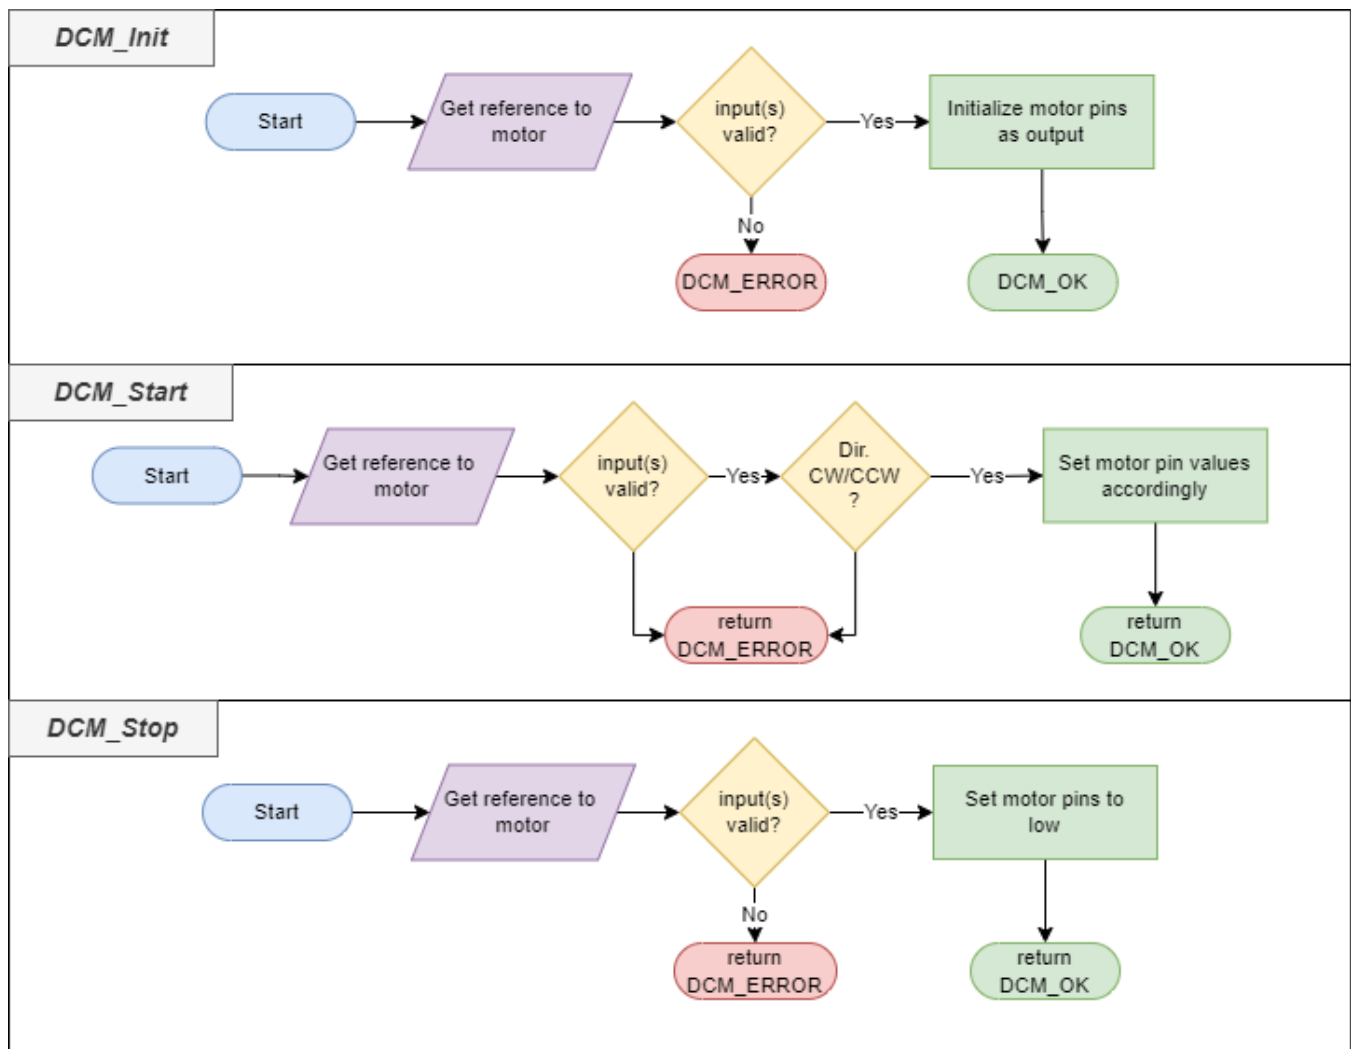 DCM_Init
Start
Get reference to
motor
input(s)
valid?
Yes
Initialize motor pins
as output
No
DCM_ERROR
DCM_OK
DCM_Start
Start
Get reference to
motor
input(s)
valid?
Yes
Dir.
CW/CCW
?
Yes
Set motor pin values
accordingly
return
DCM_ERROR
return
DCM_OK
DCM_Stop
Start
Get reference to
motor
input(s)
valid?
Yes
Set motor pins to
low
No
return
DCM_ERROR
return
DCM_OK